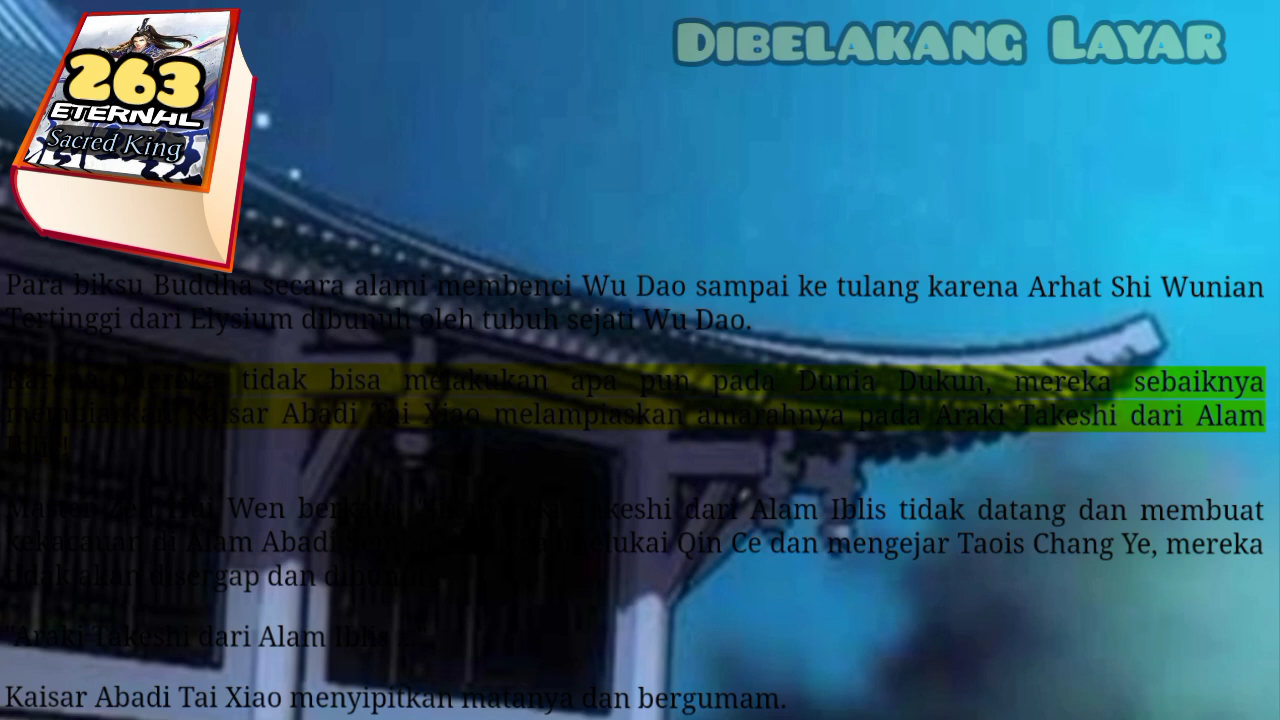 DIBELAKANG LAYAR
263
ETERNAL
Sacred King
Para biksu Buddha secara alami membenci Wu Dao sampai ke tulang karena Arhat Shi Wunian
Tertinggi dari Elysium dibunuh oleh tubuh sejati Wu Dao.
Karena mereka tidak bisa melakukan apa pun pada Dunia Dukun, mereka sebaiknya
membiarkan Kaisar Abadi Tai Xiao melampiaskan amarahnya pada Araki Takeshi dari Alam
Wen dari Alam Iblis tidak datang dan membuat
kekacauan di Alam Abadi Qin Ce dan mengejar Taois Chang Ye, mereka
tidak akan disergap dan
"Araki Takeshi dari Alam Iblis
Kaisar Abadi Tai Xiao menyipitkan matanya dan bergumam.